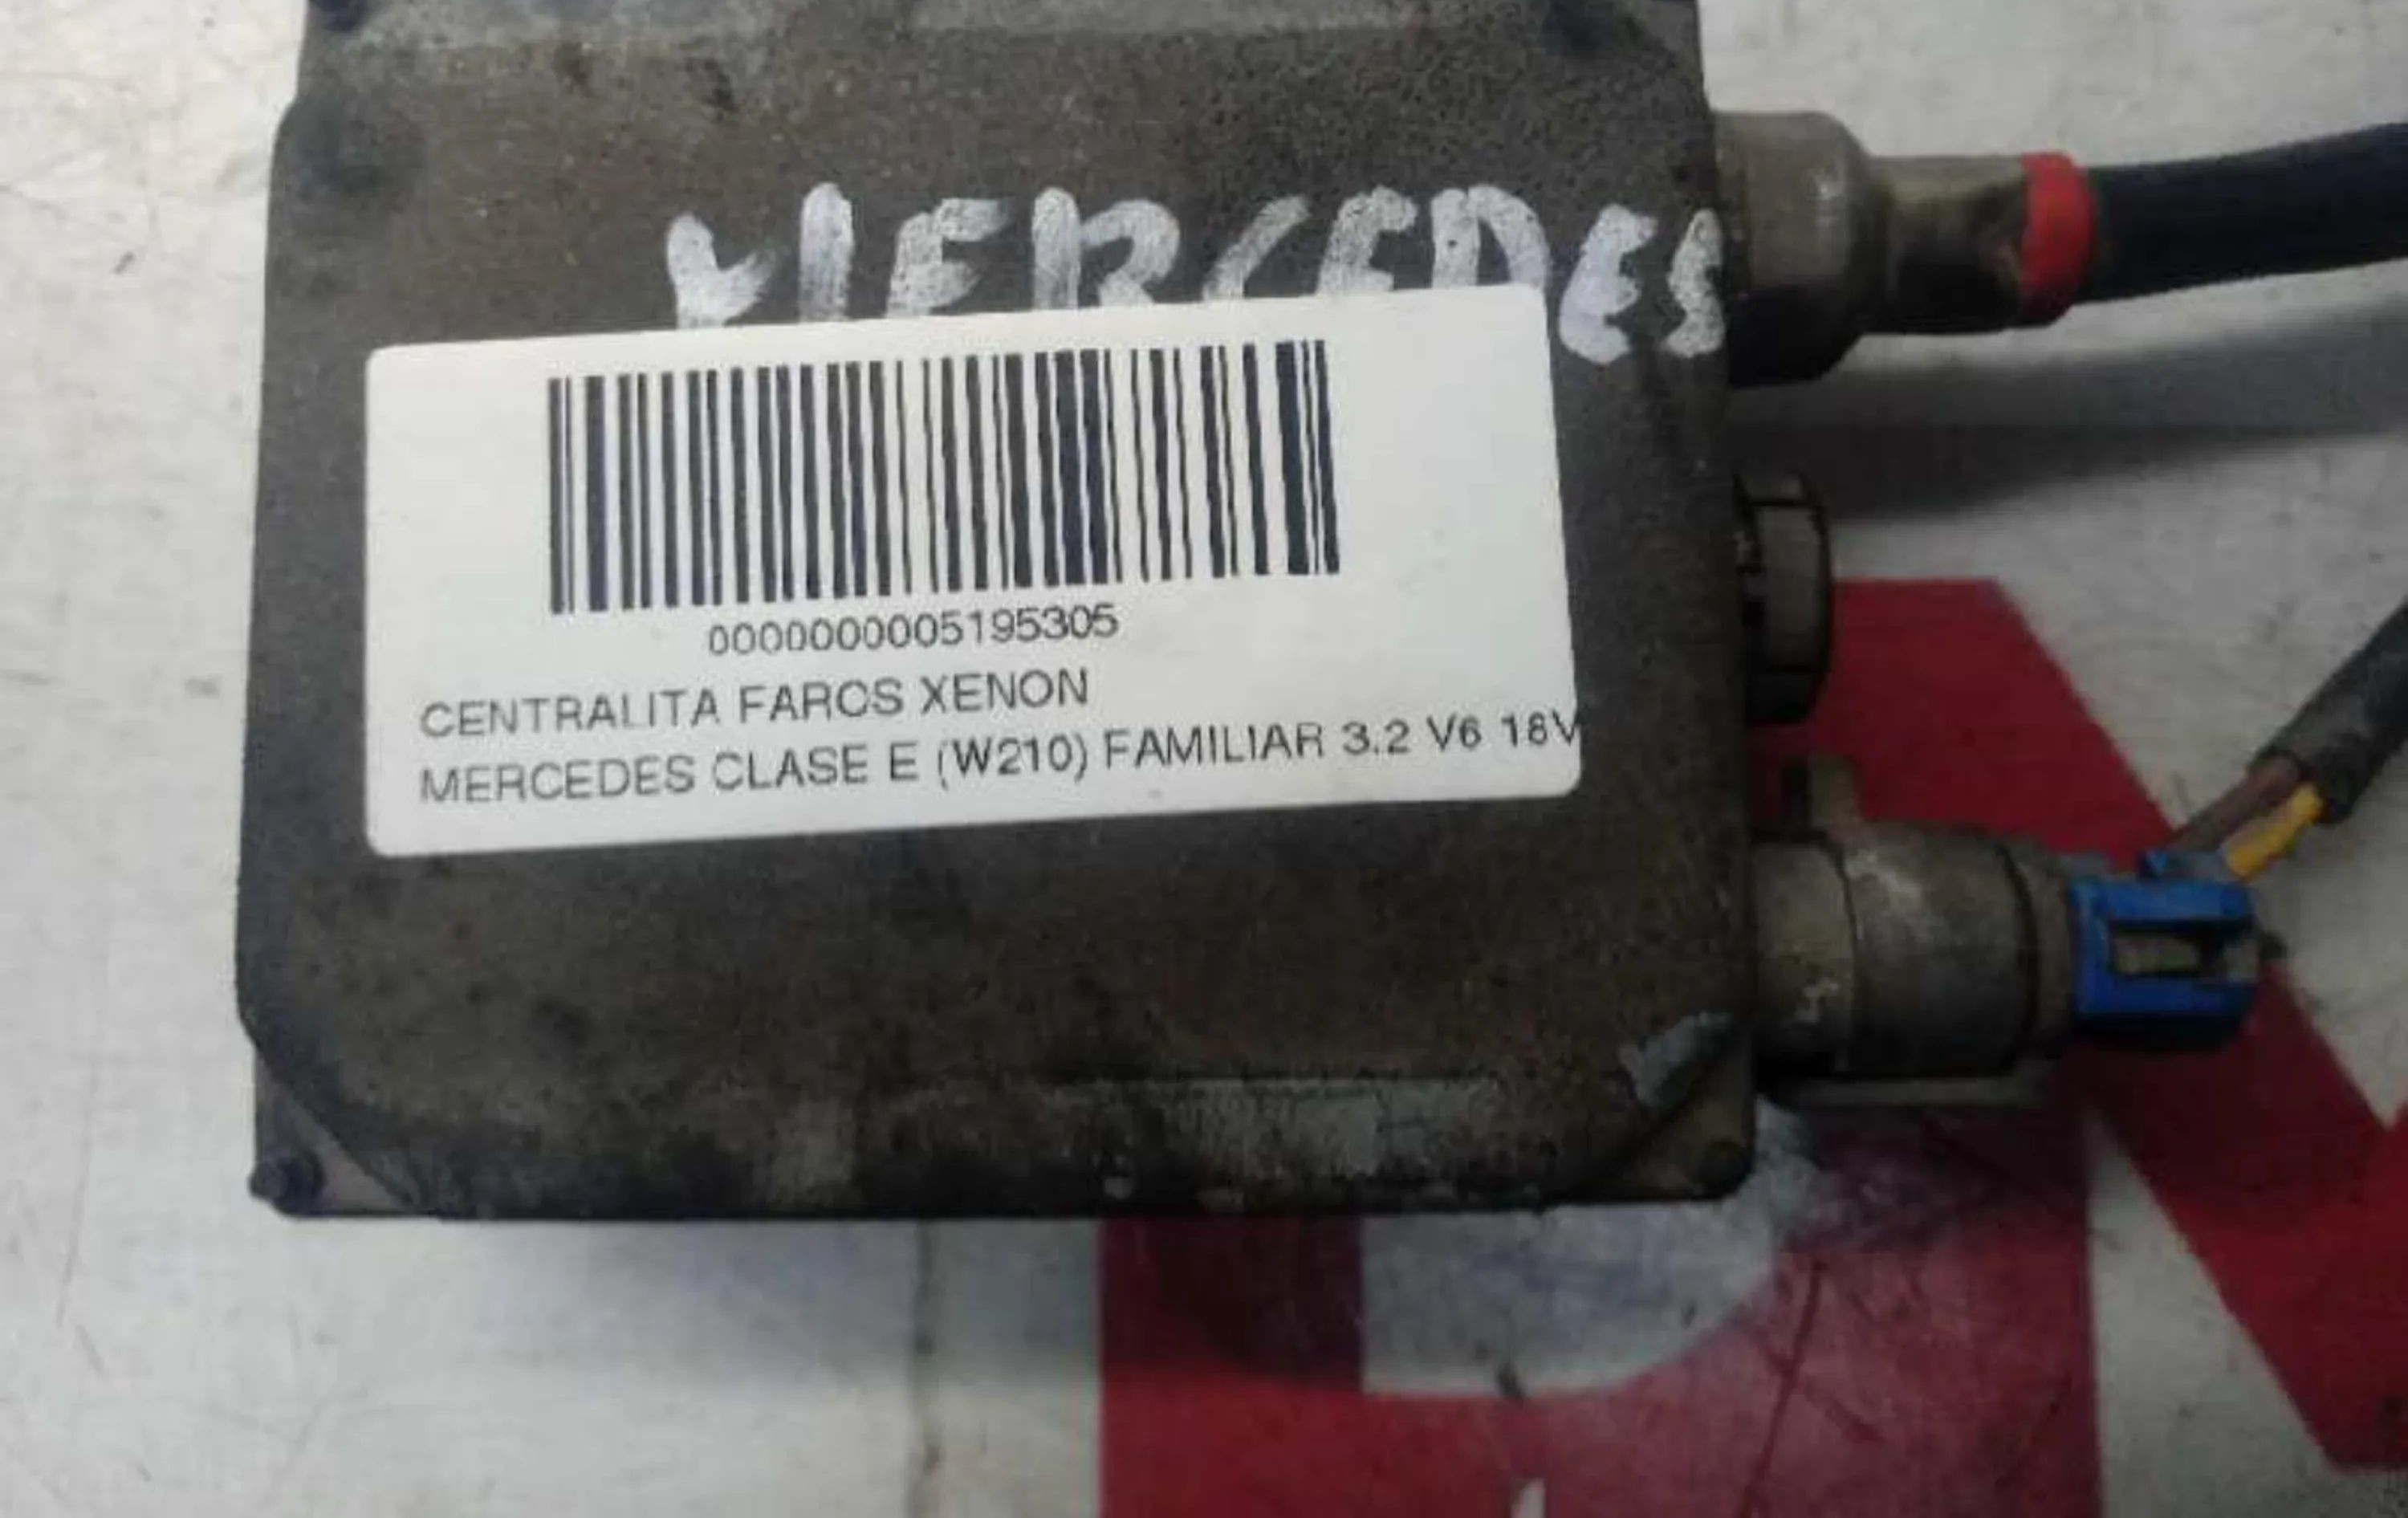 MERCEDES
0000000005195305
CENTRALITA FAROS XENON
MERCEDES CLASE E (W210) FAMILIAR 3.2 V6 18V